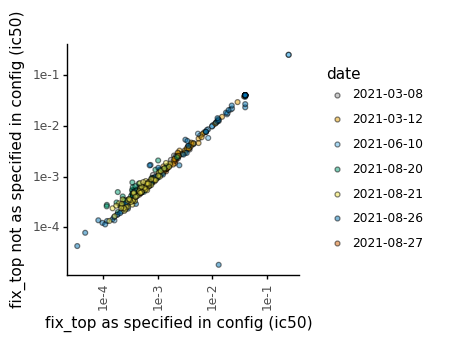 fix_top not as specified in config (ic50)
1e-1
1e-2
1e-3
1e-4
1e-4
1e-3
1e-2
1e-1
fix_top as specified in config (ic50)
date
2021-03-08
2021-03-12
2021-06-10
2021-08-20
2021-08-21
2021-08-26
2021-08-27